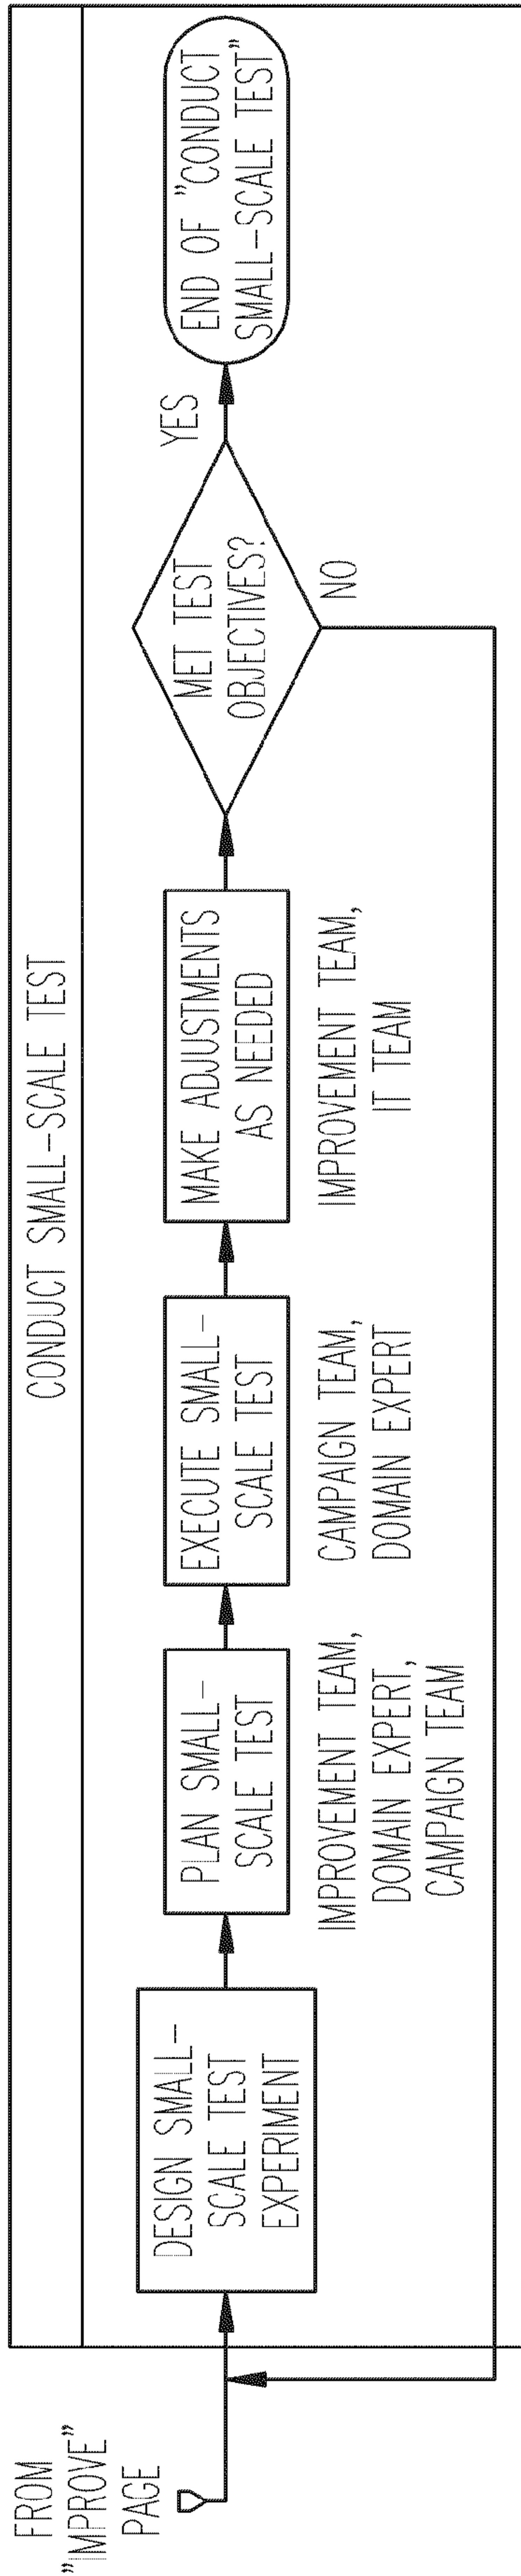 CONDUCT SMALL-SCALE TEST
FROM
"IMPROVE"
PAGE
DESIGN SMALL-
SCALE TEST
EXPERIMENT
PLAN SMALL-
SCALE TEST
IMPROVEMENT TEAM,
DOMAIN EXPERT,
CAMPAIGN TEAM
EXECUTE SMALL-
SCALE TEST
CAMPAIGN TEAM,
DOMAIN EXPERT
MAKE ADJUSTMENTS
AS NEEDED
IMPROVEMENT TEAM,
IT TEAM
MET TEST
OBJECTIVES?
YES
NO
END OF "CONDUCT
SMALL-SCALE TEST"